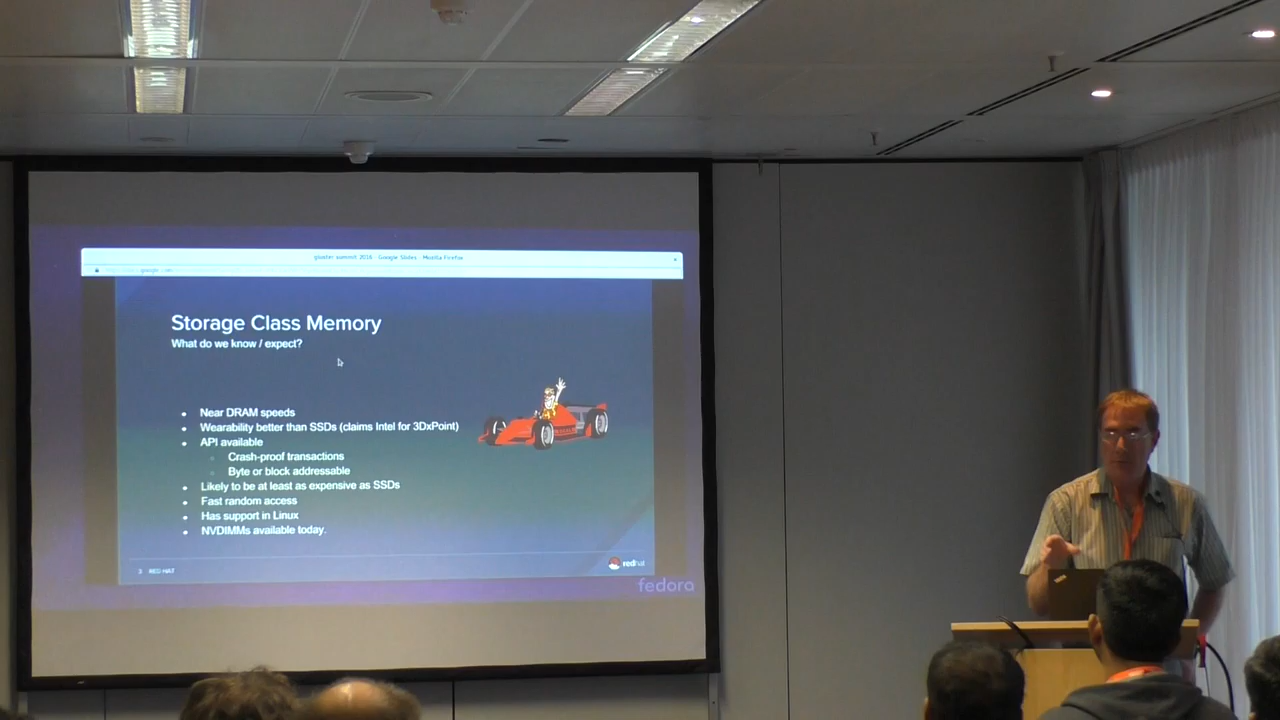 gluster summit 2016 - Google Slides - Mozilla Firefox
Storage Class Memory
What do we know / expect?
Near DRAM speeds
Wearability better than SSDs (claims Intel for 3DxPoint)
API available
Crash-proof transactions
Byte or block addressable
Likely to be at least as expensive as SSDs
Fast random access
Has support in Linux
NVDIMMs available today.
3 RED HAT
redhat
fedora